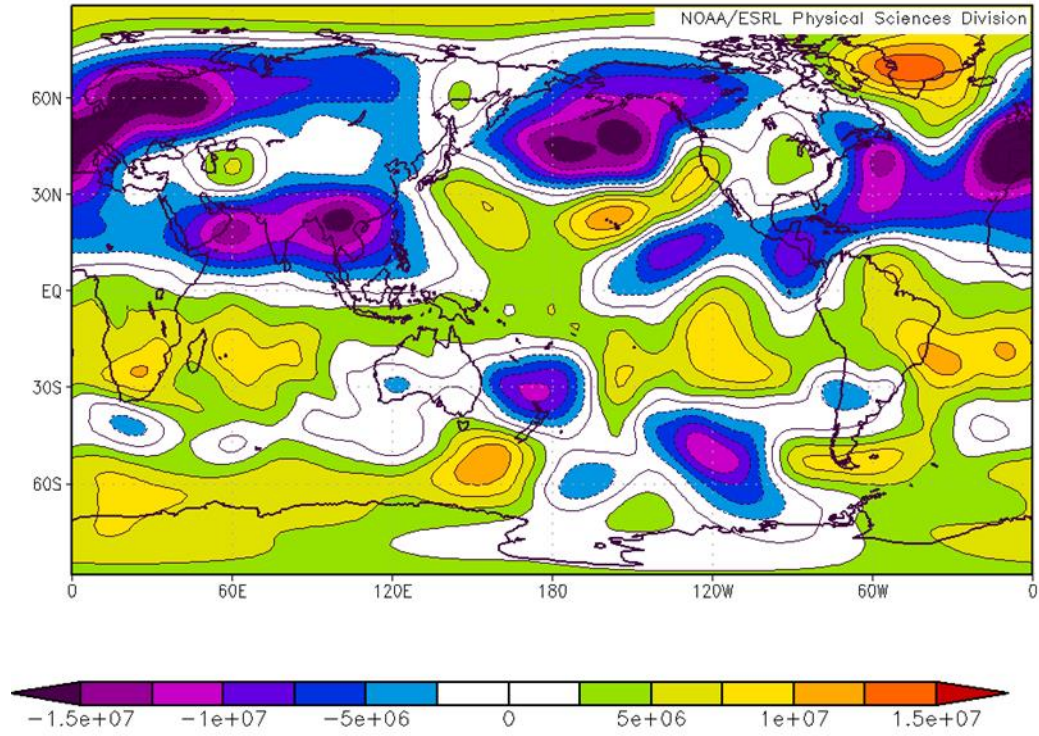 NOAA/ESRL Physical Sciences Division
60N
30N
EQ
30S
60S
0 60E 120E 180 120W 60W 0
−1.5e+07 −1e+07 −5e+06 0 5e+06 1e+07 1.5e+07